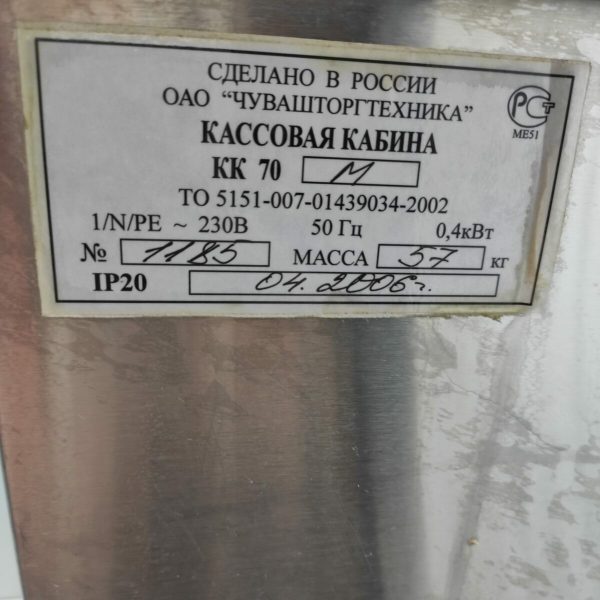 СДЕЛАНО В РОССИИ
ОАО “ЧУВАШТОРГТЕХНИКА”
КАССОВАЯ КАБИНА
КК 70 М
ТО 5151-007-01439034-2002
1/N/PE ~ 230В 50 Гц 0,4кВт
№ 1185 МАССА 57 кг
IP20 04.2006г.
РСТ
МЕ51